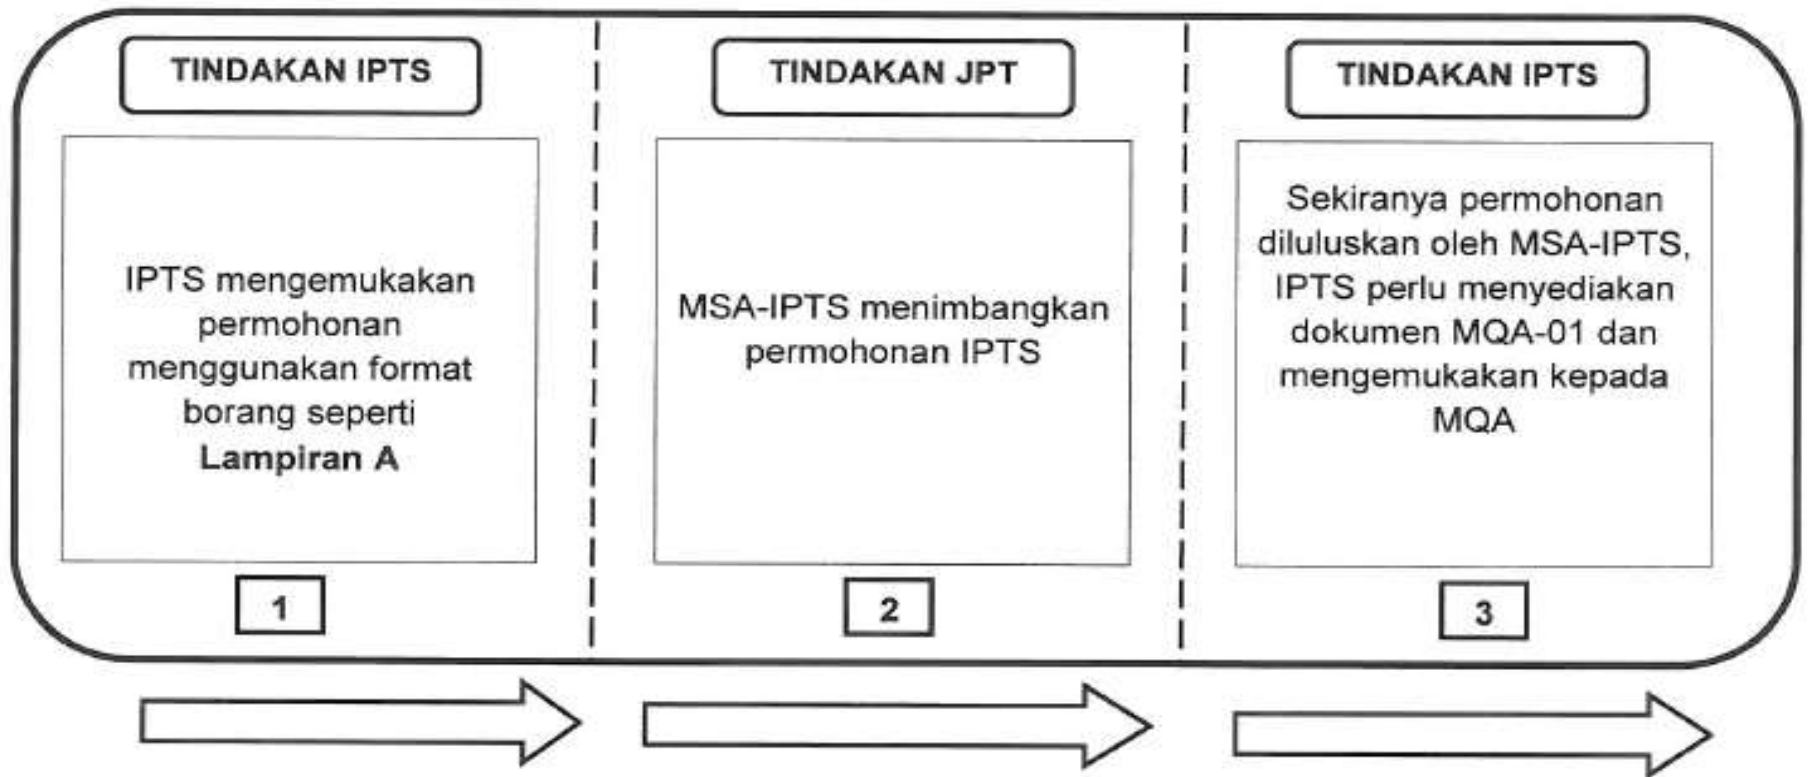 TINDAKAN IPTS
IPTS mengemukakan
permohonan
menggunakan format
borang seperti
Lampiran A
1
TINDAKAN JPT
MSA-IPTS menimbangkan
permohonan IPTS
2
TINDAKAN IPTS
Sekiranya permohonan
diluluskan oleh MSA-IPTS,
IPTS perlu menyediakan
dokumen MQA-01 dan
mengemukakan kepada
MQA
3